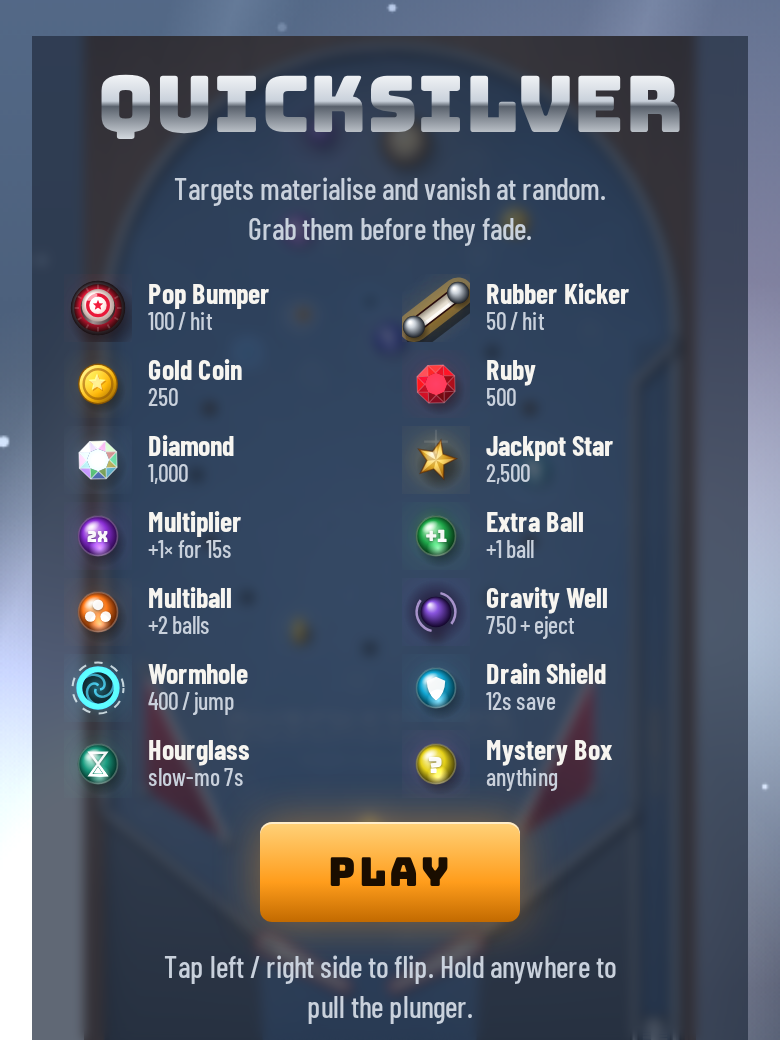 QUICKSILVER
Targets materialise and vanish at random.
Grab them before they fade.
Pop Bumper
100 / hit
Rubber Kicker
50 / hit
Gold Coin
250
Ruby
500
Diamond
1,000
Jackpot Star
2,500
2X
Multiplier
+1× for 15s
+1
Extra Ball
+1 ball
Multiball
+2 balls
Gravity Well
750 + eject
Wormhole
400 / jump
Drain Shield
12s save
Hourglass
slow-mo 7s
?
Mystery Box
anything
PLAY
Tap left / right side to flip. Hold anywhere to
pull the plunger.